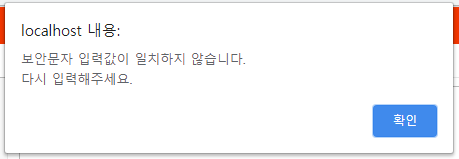 localhost 내용:
보안문자 입력값이 일치하지 않습니다.
다시 입력해주세요.
확인